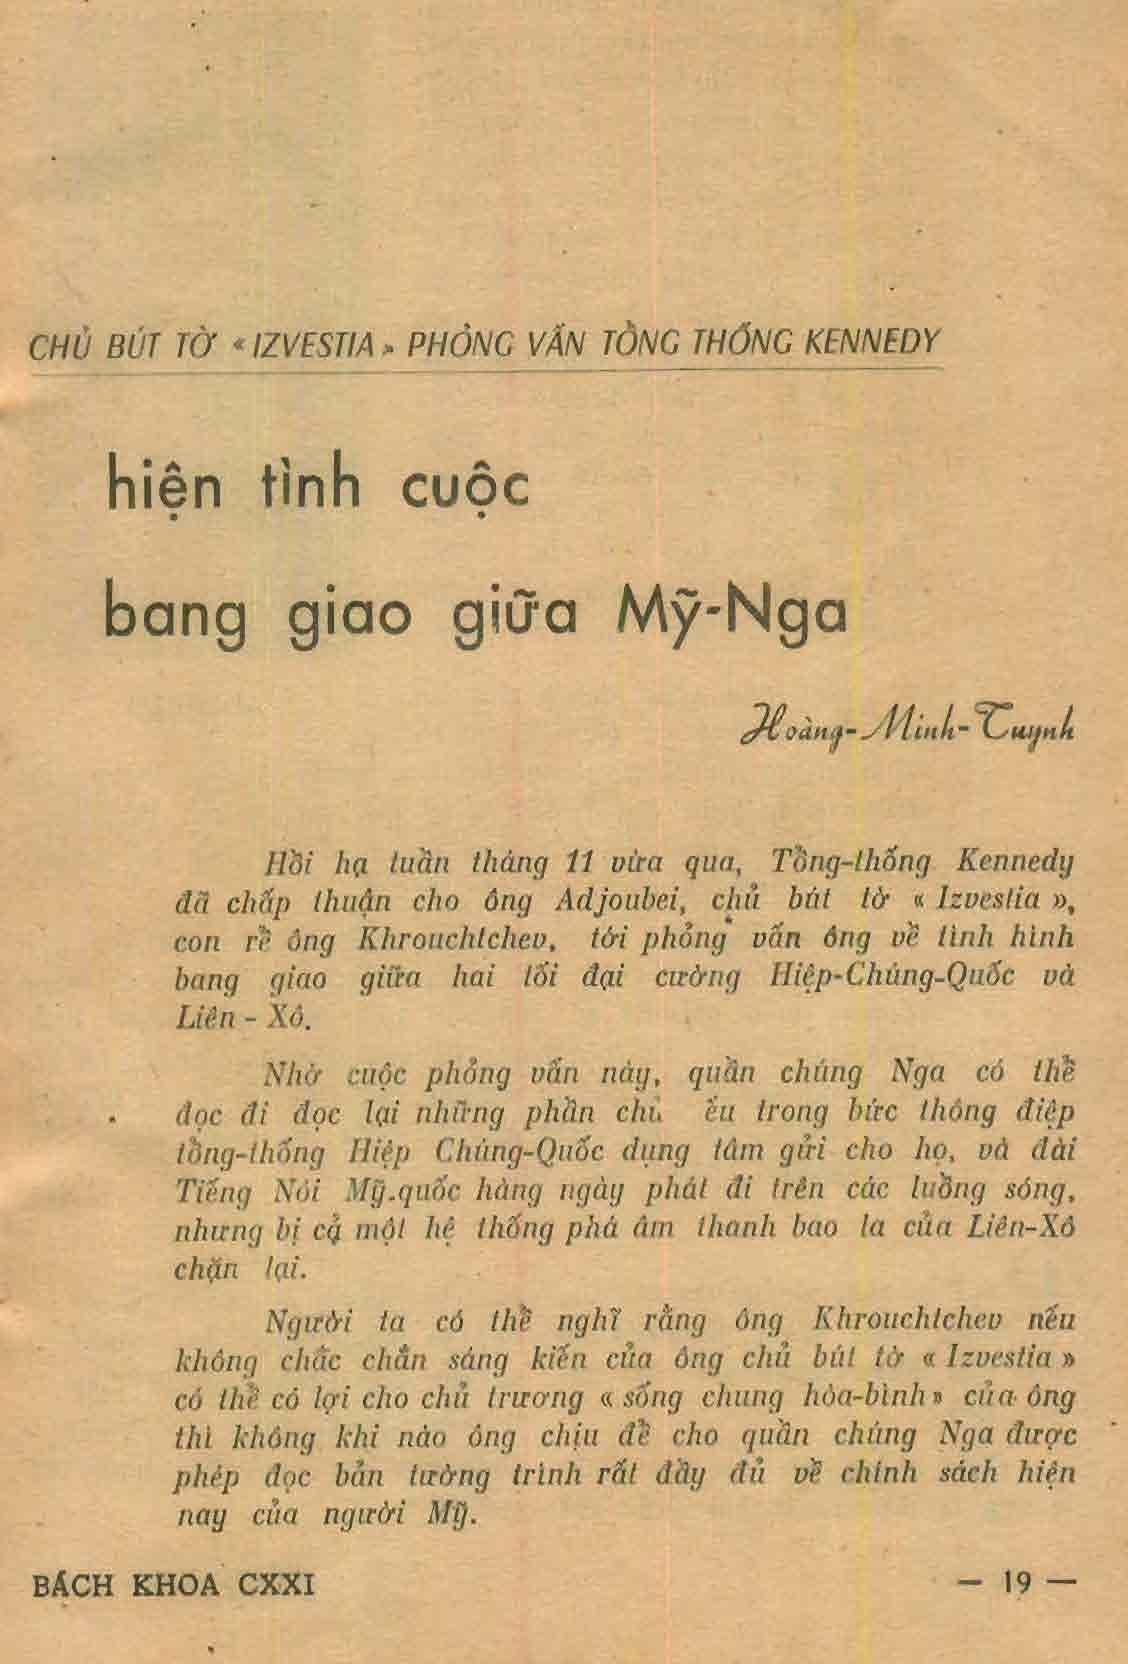 CHỦ BÚT TỜ « IZVESTIA » PHỎNG VẤN TỔNG THỐNG KENNEDY
hiện tình cuộc
bang giao giữa Mỹ-Nga
Hoàng-Minh-Tuynh
Hồi hạ tuần tháng 11 vừa qua, Tổng-thống Kennedy
đã chấp thuận cho ông Adjoubei, chủ bút tờ « Izvestia »,
con rể ông Khrouchtchev, tới phỏng vấn ông về tình hình
bang giao giữa hai tối đại cường Hiệp-Chúng-Quốc và
Liên - Xô.
Nhờ cuộc phỏng vấn này, quần chúng Nga có thể
đọc đi đọc lại những phần chủ ếu trong bức thông điệp
tổng-thống Hiệp Chúng-Quốc dụng tâm gửi cho họ, và đài
Tiếng Nói Mỹ.quốc hàng ngày phát đi trên các luồng sóng,
nhưng bị cả một hệ thống phá âm thanh bao la của Liên-Xô
chặn lại.
Người ta có thể nghĩ rằng ông Khrouchtchev nếu
không chắc chắn sáng kiến của ông chủ bút tờ « Izvestia »
có thể có lợi cho chủ trương « sống chung hòa-bình » của ông
thì không khi nào ông chịu để cho quần chúng Nga được
phép đọc bản tường trình rất đầy đủ về chính sách hiện
nay của người Mỹ.
BÁCH KHOA CXXI
— 19 —